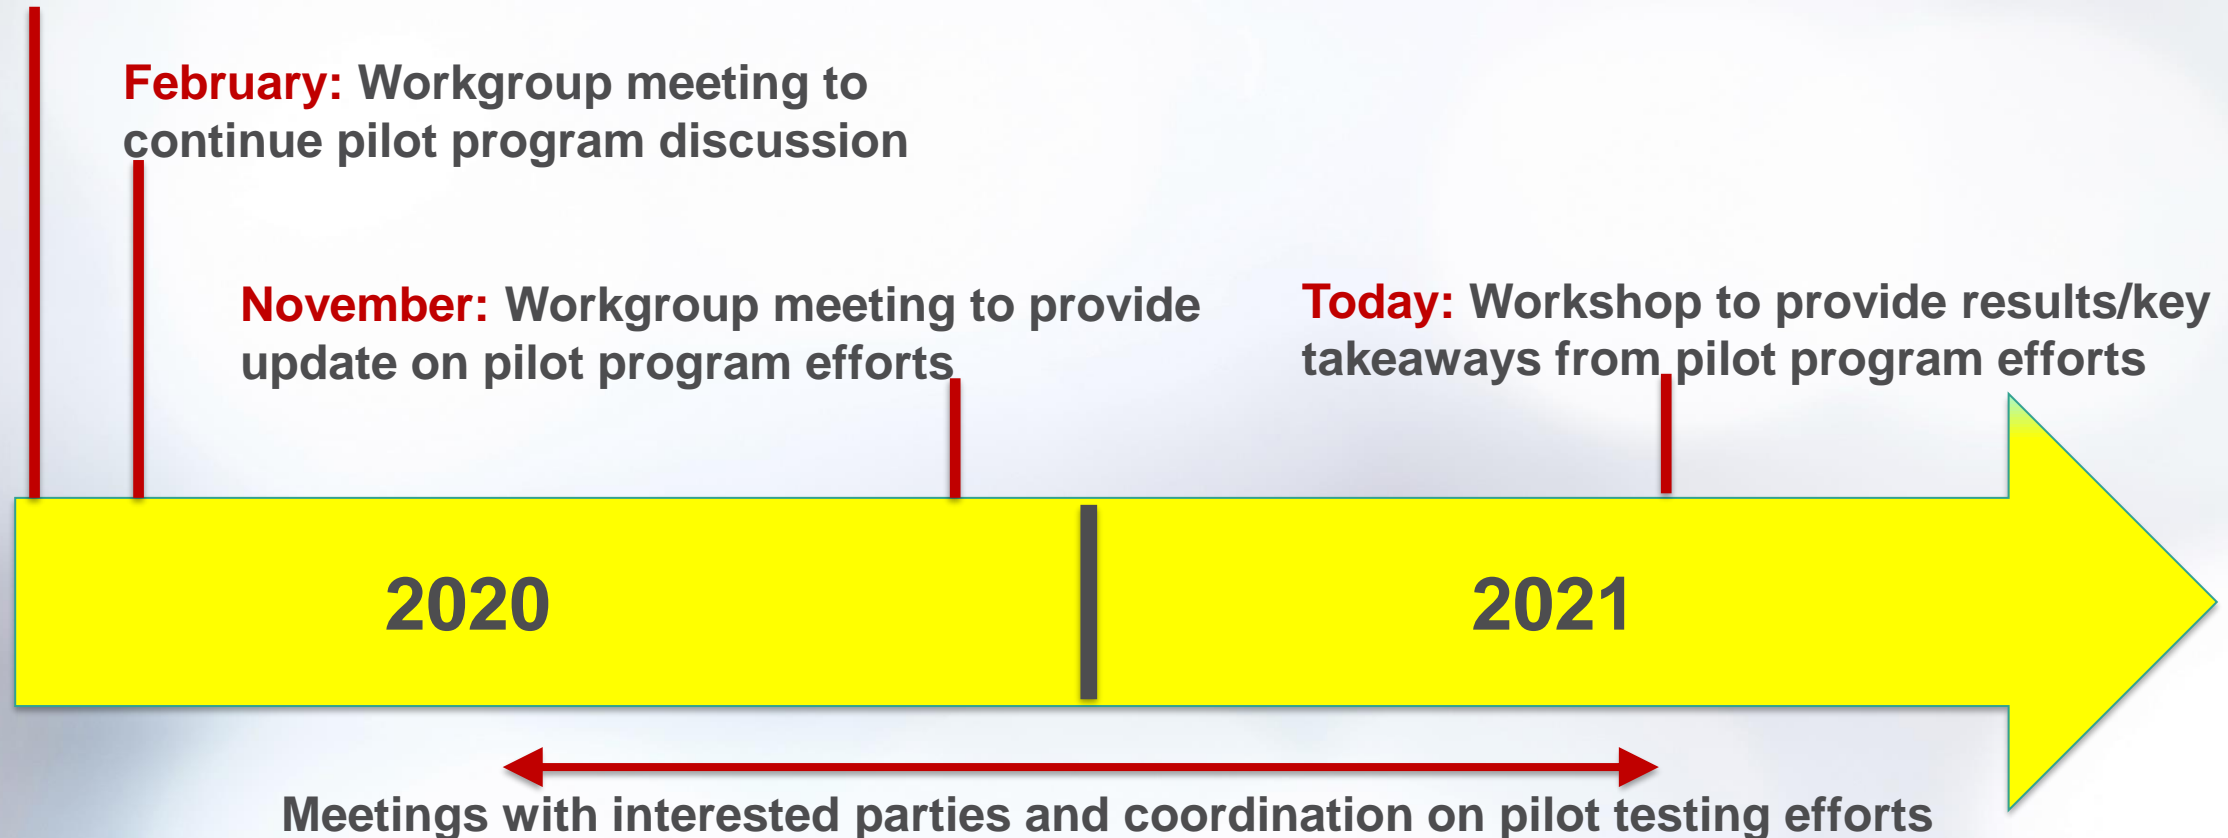 February: Workgroup meeting to
continue pilot program discussion
November: Workgroup meeting to provide
update on pilot program efforts
Today: Workshop to provide results/key
takeaways from pilot program efforts
2020
2021
Meetings with interested parties and coordination on pilot testing efforts